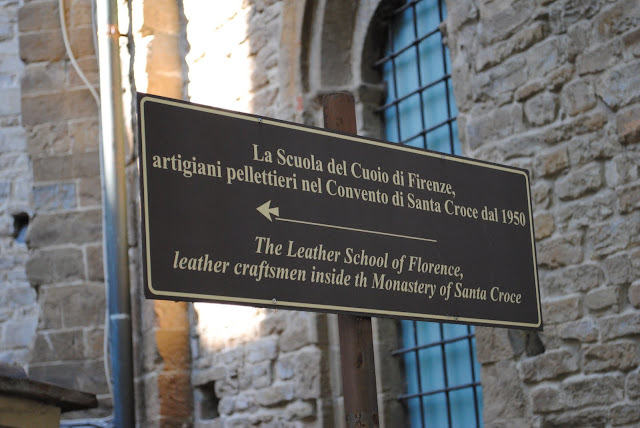 La Scuola del Cuoio di Firenze,
artigiani pellettieri nel Convento di Santa Croce dal 1950
The Leather School of Florence,
leather craftsmen inside th Monastery of Santa Croce